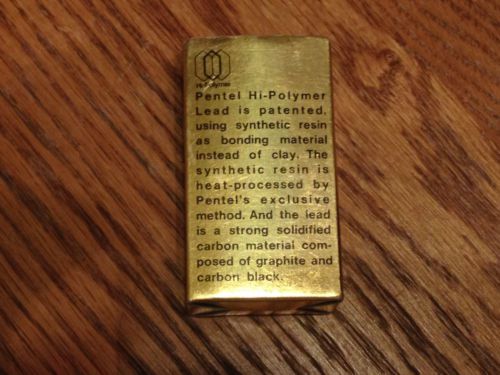 Hi-Polymer
Pentel Hi-Polymer
Lead is patented,
using synthetic resin
as bonding material
instead of clay. The
synthetic resin is
heat-processed by
Pentel's exclusive
method. And the lead
is a strong solidified
carbon material com-
posed of graphite and
carbon black.